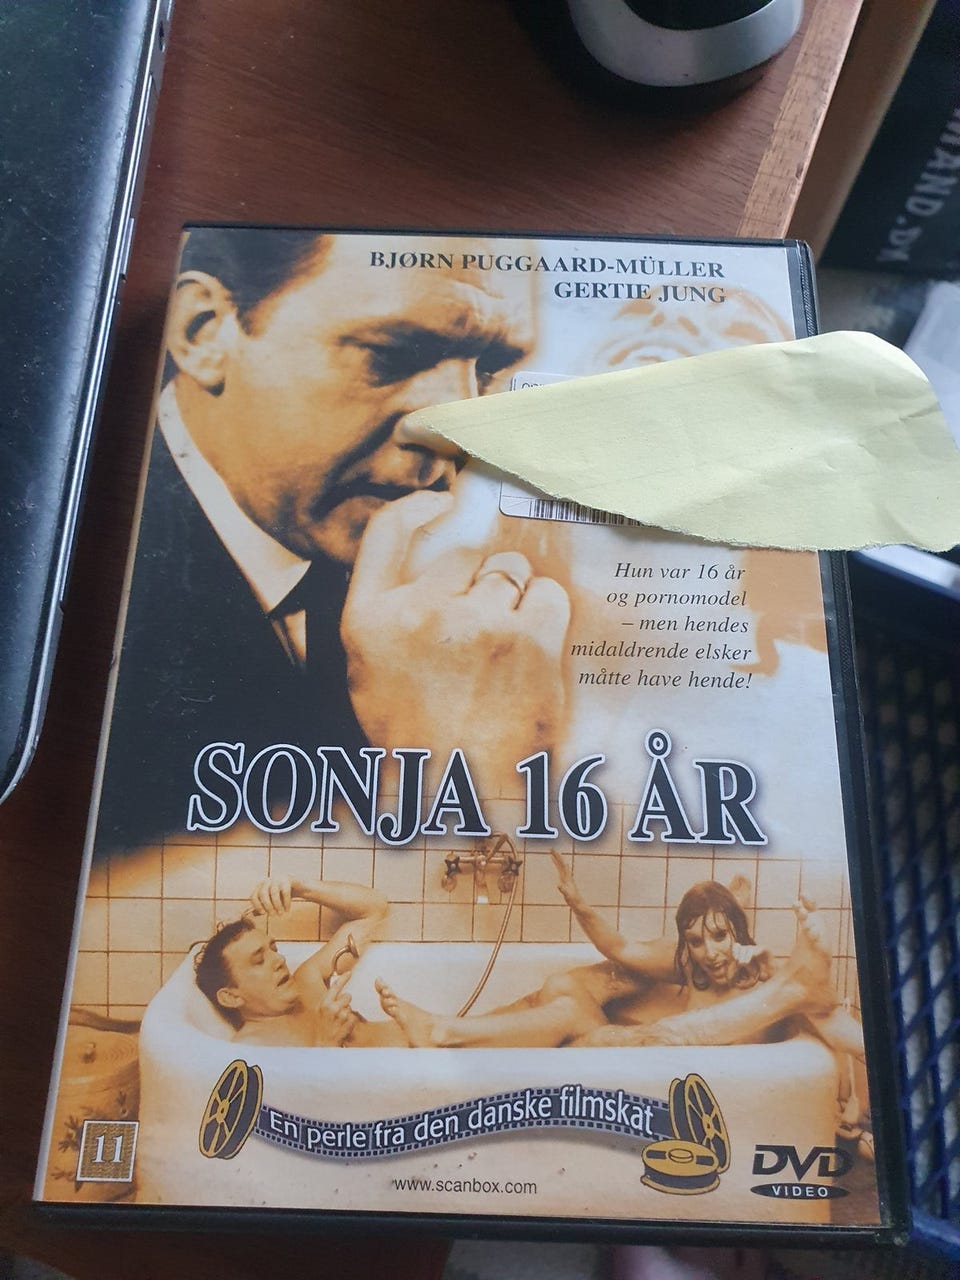 BJØRN PUGGAARD-MÜLLER
GERTIE JUNG
Hun var 16 år
og pornomodel
– men hendes
midaldrende elsker
måtte have hende!
SONJA 16 ÅR
En perle fra den danske filmskat
11
www.scanbox.com
DVD
VIDEO